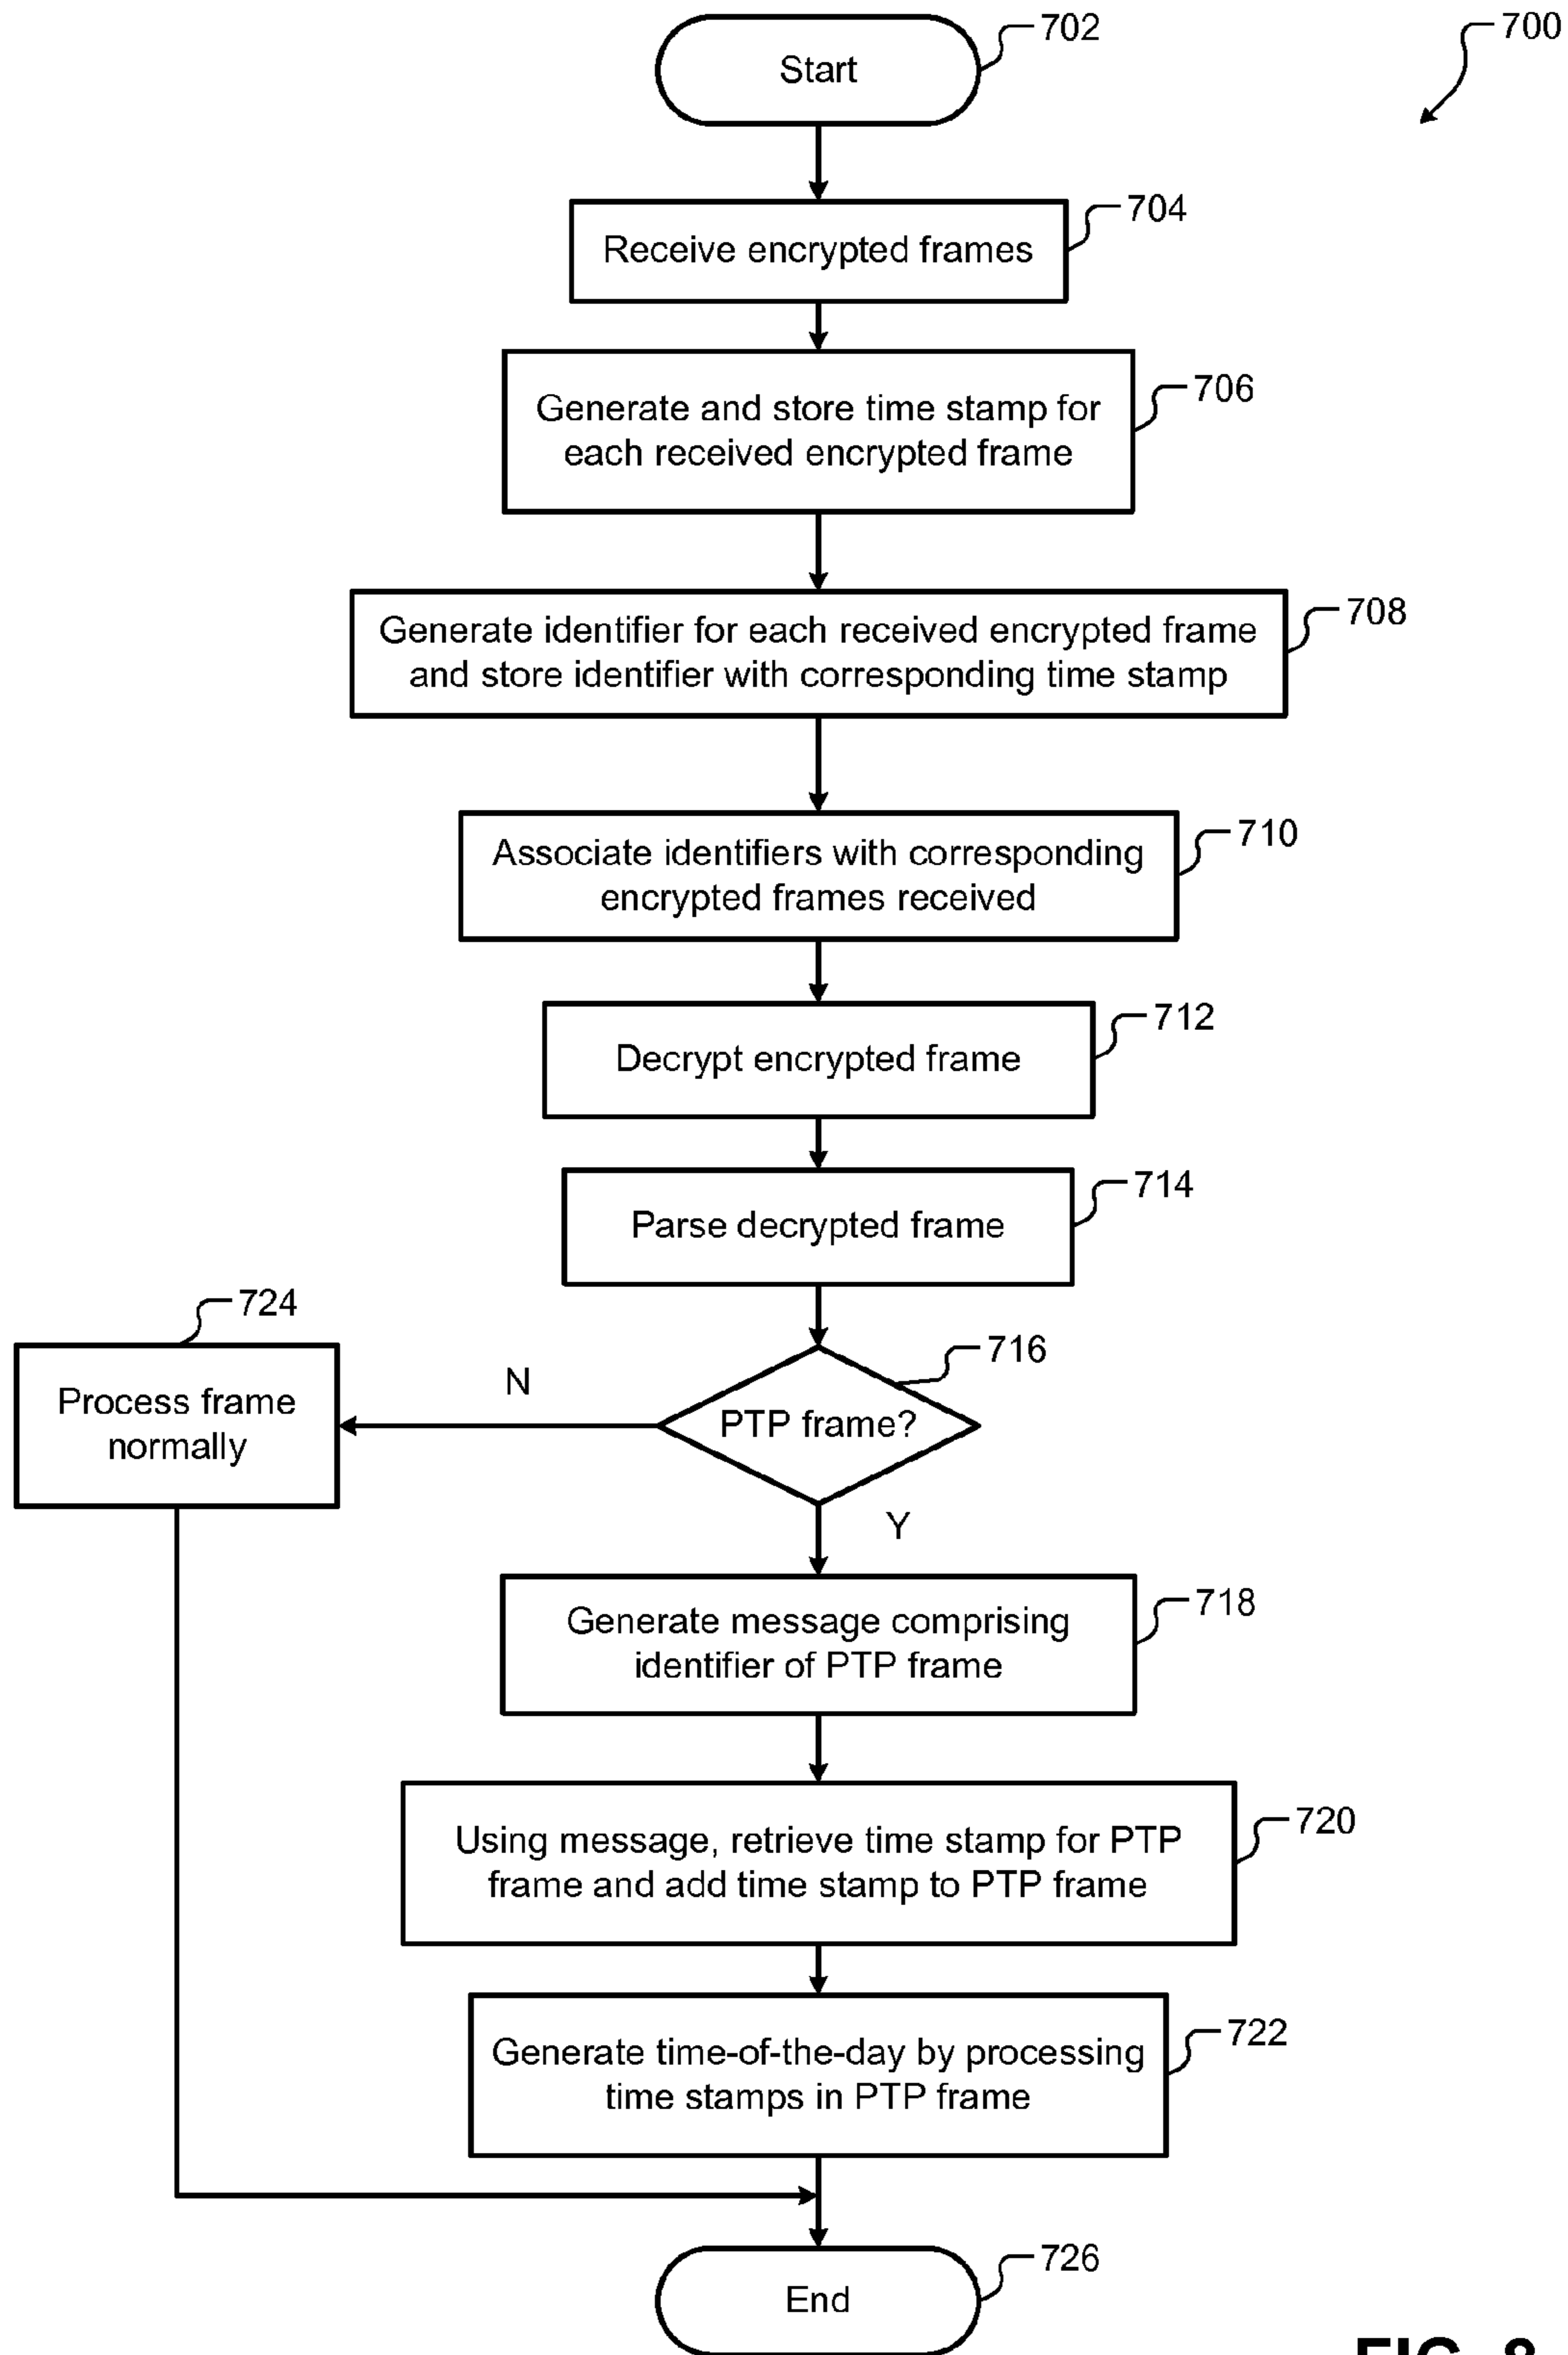 700
Start
702
Receive encrypted frames
704
Generate and store time stamp for
each received encrypted frame
706
Generate identifier for each received encrypted frame
and store identifier with corresponding time stamp
708
Associate identifiers with corresponding
encrypted frames received
710
Decrypt encrypted frame
712
Parse decrypted frame
714
PTP frame?
716
N
Process frame
normally
724
Y
Generate message comprising
identifier of PTP frame
718
Using message, retrieve time stamp for PTP
frame and add time stamp to PTP frame
720
Generate time-of-the-day by processing
time stamps in PTP frame
722
End
726
FIG. 8